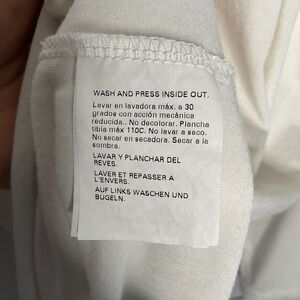 WASH AND PRESS INSIDE OUT.
Lavar en lavadora máx. a 30
grados con acción mecánica
reducida.. No decolorar. Plancha
tibia máx 110C. No lavar a seco.
No secar en secadora. Secar a la
sombra.
LAVAR Y PLANCHAR DEL
REVES.
LAVER ET REPASSER A
L'ENVERS.
AUF LINKS WASCHEN UND
BUGELN.